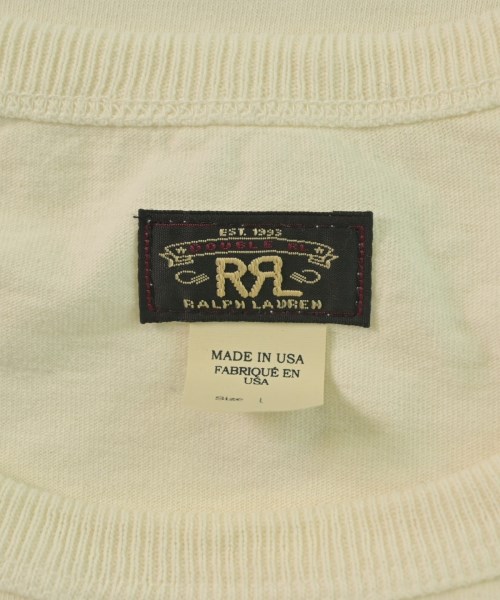 EST. 1993
DOUBLE RL
RRL
RALPH LAUREN
MADE IN USA
FABRIQUÉ EN
USA